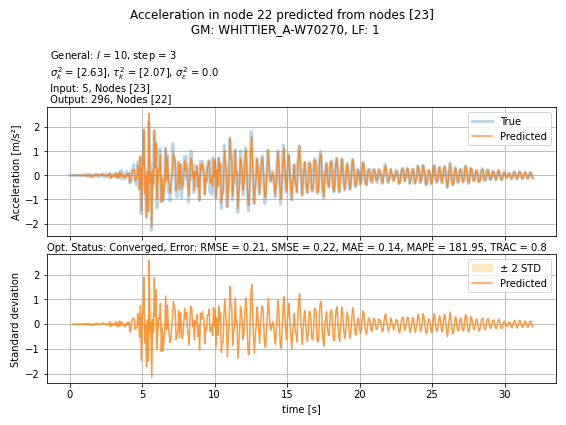 Acceleration in node 22 predicted from nodes [23]
GM: WHITTIER_A-W70270, LF: 1
General: l = 10, step = 3
σ²ₖ = [2.63], τ²ₖ = [2.07], σ²ε = 0.0
Input: 5, Nodes [23]
Output: 296, Nodes [22]
Acceleration [m/s²]
2
1
0
−1
−2
True
Predicted
Opt. Status: Converged, Error: RMSE = 0.21, SMSE = 0.22, MAE = 0.14, MAPE = 181.95, TRAC = 0.8
Standard deviation
2
1
0
−1
−2
± 2 STD
Predicted
0 5 10 15 20 25 30
time [s]